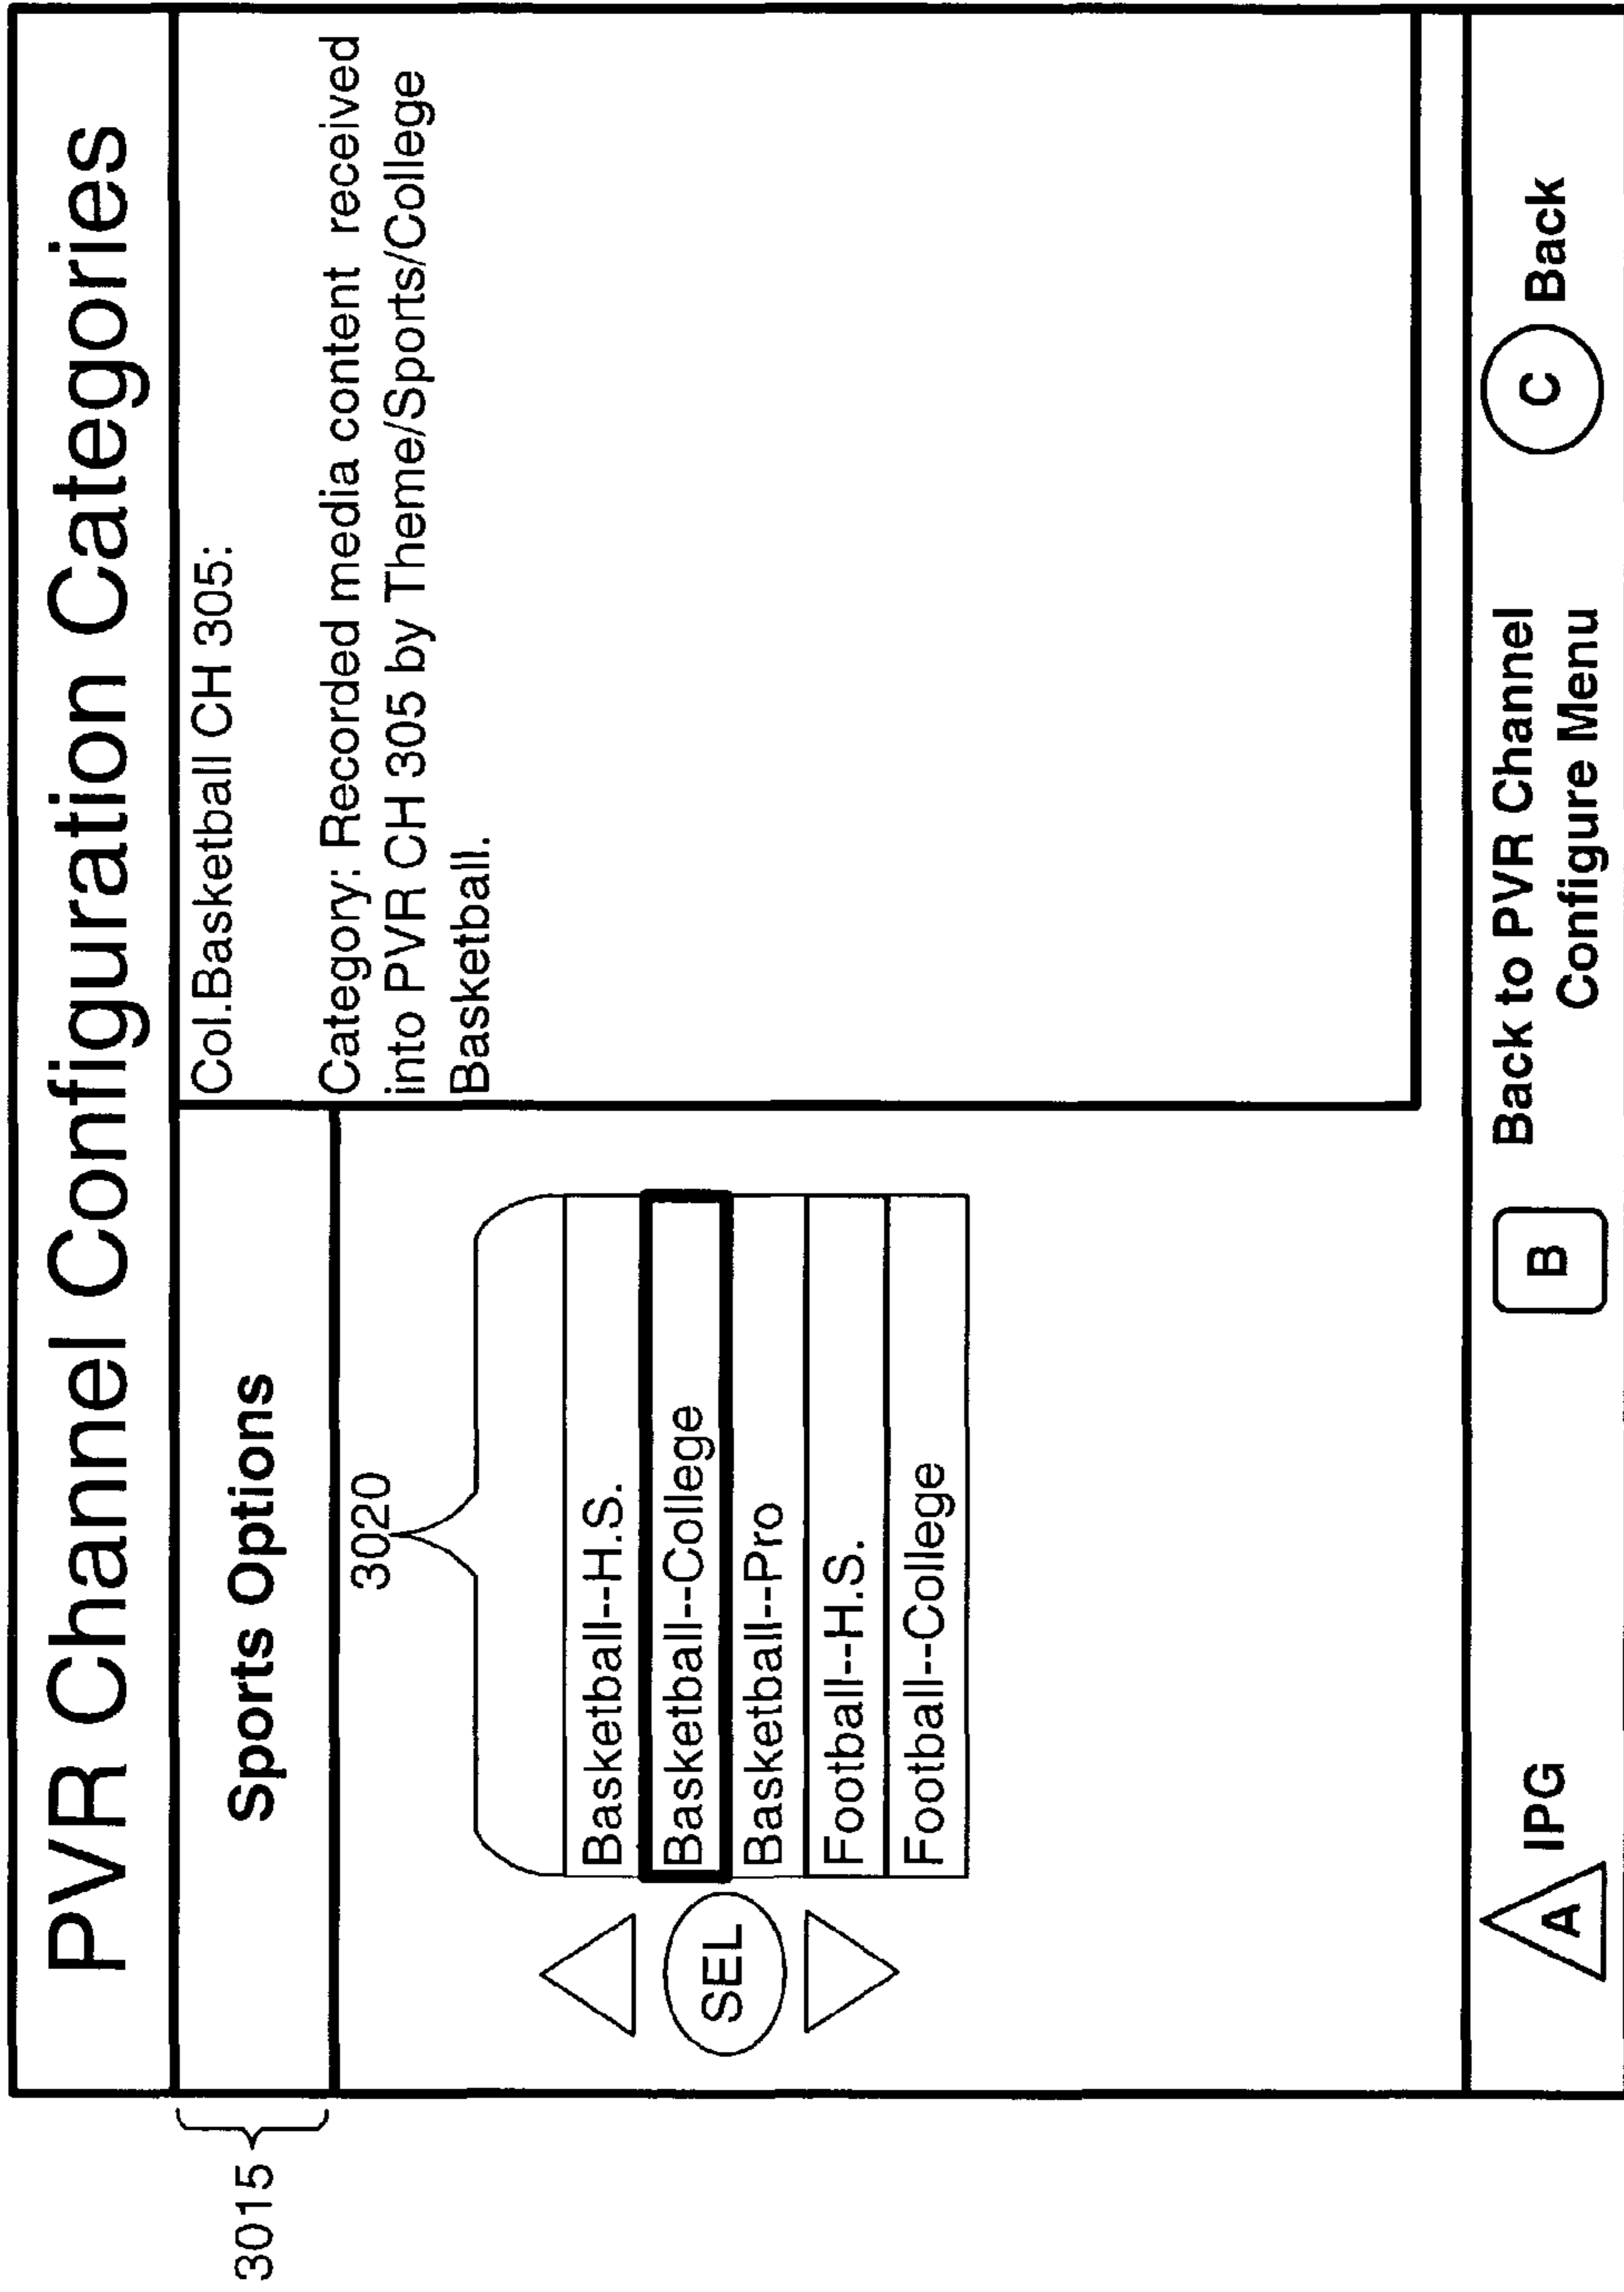 PVR Channel Configuration Categories
3015
Sports Options
Col.Basketball CH 305:
Category: Recorded media content received
into PVR CH 305 by Theme/Sports/College
Basketball.
3020
Basketball--H.S.
Basketball--College
Basketball--Pro
Football--H.S.
Football--College
SEL
A IPG
B Back to PVR Channel
Configure Menu
C Back